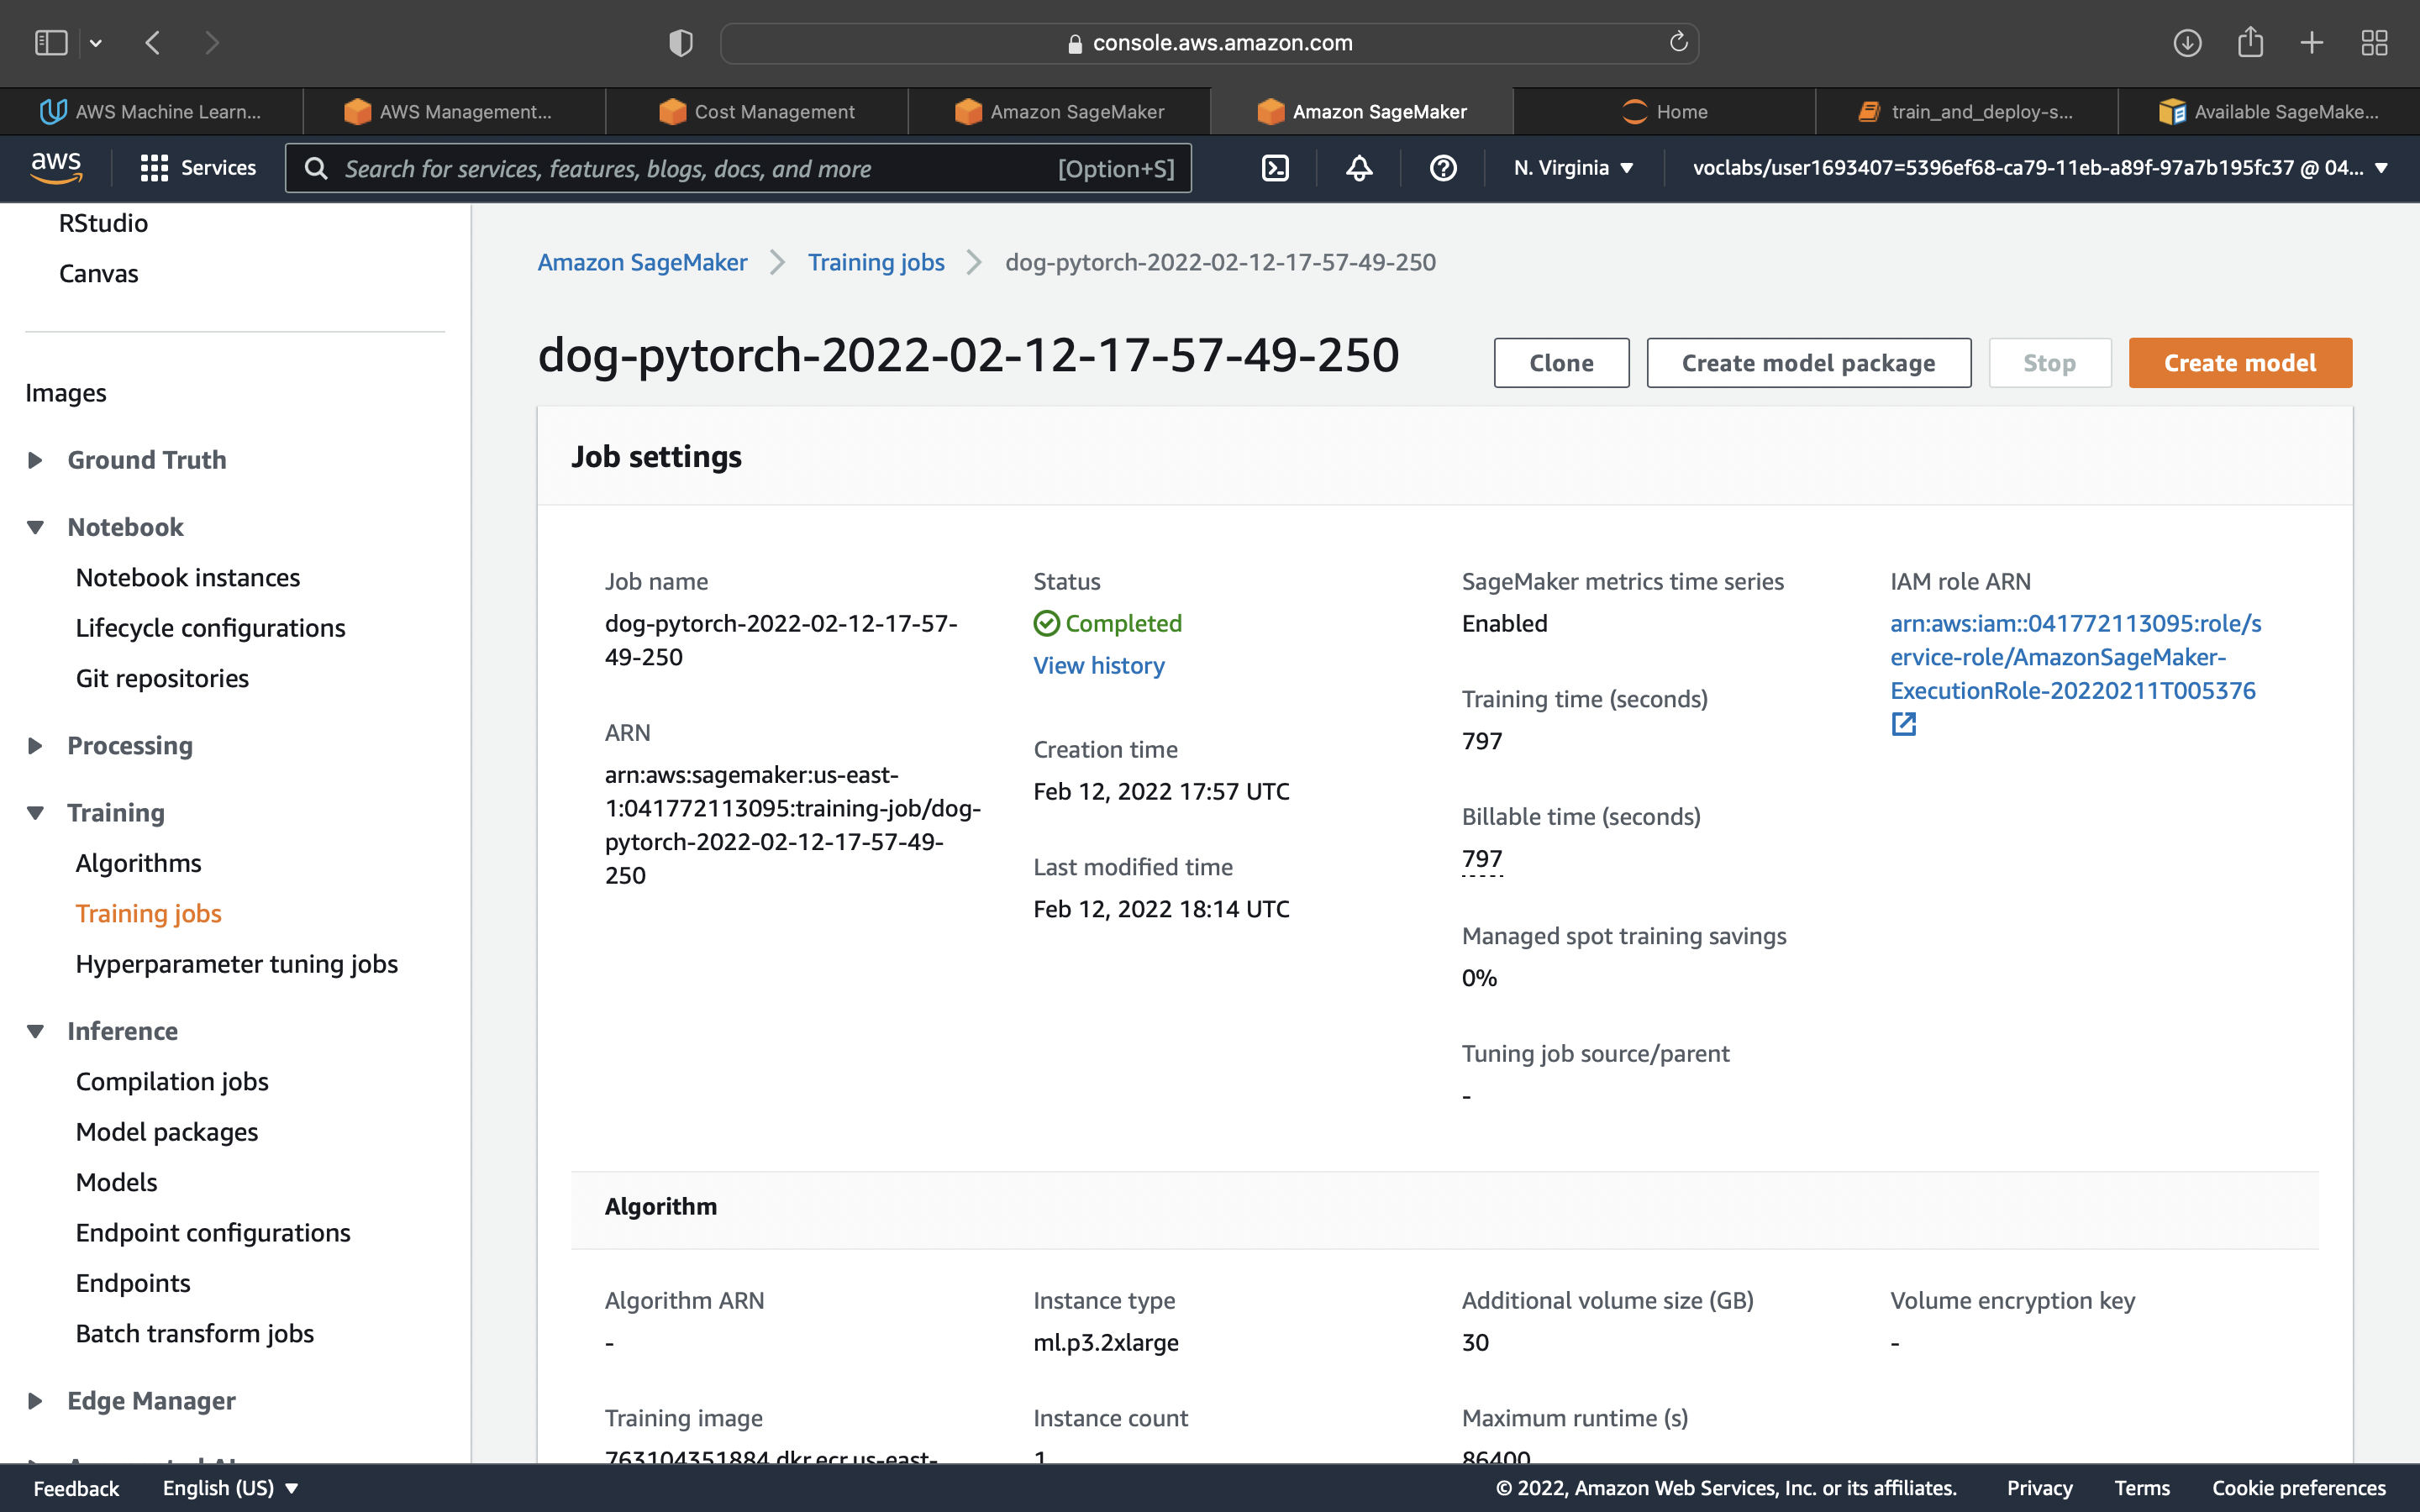 console.aws.amazon.com
AWS Machine Learn...
AWS Management...
Cost Management
Amazon SageMaker
Amazon SageMaker
Home
train_and_deploy-s...
Available SageMake...
aws
Services
Search for services, features, blogs, docs, and more
[Option+S]
N. Virginia
voclabs/user1693407=5396ef68-ca79-11eb-a89f-97a7b195fc37 @ 04...
RStudio
Canvas
Images
Ground Truth
Notebook
Notebook instances
Lifecycle configurations
Git repositories
Processing
Training
Algorithms
Training jobs
Hyperparameter tuning jobs
Inference
Compilation jobs
Model packages
Models
Endpoint configurations
Endpoints
Batch transform jobs
Edge Manager
Amazon SageMaker
Training jobs
dog-pytorch-2022-02-12-17-57-49-250
dog-pytorch-2022-02-12-17-57-49-250
Clone
Create model package
Stop
Create model
Job settings
Job name
dog-pytorch-2022-02-12-17-57-
49-250
ARN
arn:aws:sagemaker:us-east-
1:041772113095:training-job/dog-
pytorch-2022-02-12-17-57-49-
250
Status
Completed
View history
Creation time
Feb 12, 2022 17:57 UTC
Last modified time
Feb 12, 2022 18:14 UTC
SageMaker metrics time series
Enabled
Training time (seconds)
797
Billable time (seconds)
797
Managed spot training savings
0%
Tuning job source/parent
-
IAM role ARN
arn:aws:iam::041772113095:role/s
ervice-role/AmazonSageMaker-
ExecutionRole-20220211T005376
Algorithm
Algorithm ARN
-
Instance type
ml.p3.2xlarge
Additional volume size (GB)
30
Volume encryption key
-
Training image
763104351884.dkr.ecr.us-east-
Instance count
1
Maximum runtime (s)
86400
Feedback
English (US)
© 2022, Amazon Web Services, Inc. or its affiliates.
Privacy
Terms
Cookie preferences